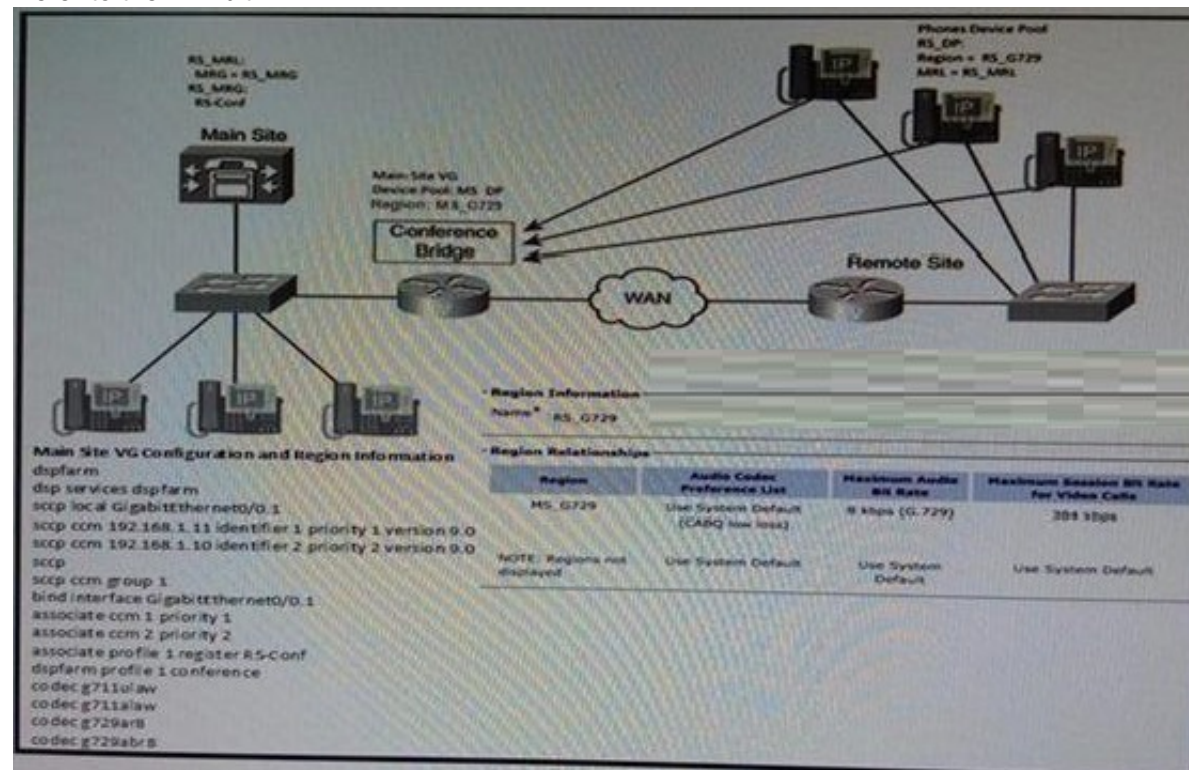 RS_MRL:
MRG = RS_MRG
RS_MRG:
RS-Conf
Main Site
Phones Device Pool
RS_DP:
Region = RS_G729
MRL = RS_MRL
IP
IP
IP
Main-Site VG
Device Pool: MS_DP
Region: MS_G729
Conference
Bridge
WAN
Remote Site
IP
IP
IP
Region Information
Name* RS_G729
Region Relationships
Region Audio Codec Preference List Maximum Audio Bit Rate Maximum Session Bit Rate for Video Calls
MS_G729 Use System Default (CABQ low loss) 8 kbps (G.729) 384 kbps
NOTE: Regions not displayed Use System Default Use System Default Use System Default
Main Site VG Configuration and Region Information
dspfarm
dsp services dspfarm
sccp local GigabitEthernet0/0.1
sccp ccm 192.168.1.11 identifier 1 priority 1 version 9.0
sccp ccm 192.168.1.10 identifier 2 priority 2 version 9.0
sccp
sccp ccm group 1
bind interface GigabitEthernet0/0.1
associate ccm 1 priority 1
associate ccm 2 priority 2
associate profile 1 register RS-Conf
dspfarm profile 1 conference
codec g711ulaw
codec g711alaw
codec g729ar8
codec g729abr8